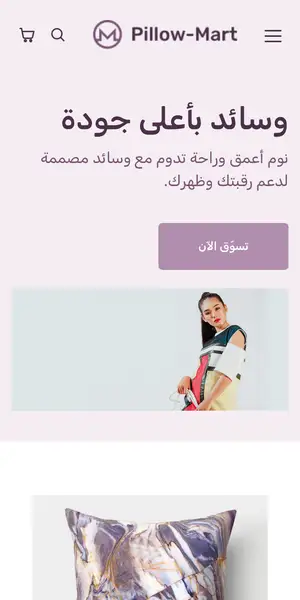 Pillow-Mart
وسائد بأعلى جودة
نوم أعمق وراحة تدوم مع وسائد مصممة
لدعم رقبتك وظهرك.
تسوّق الآن